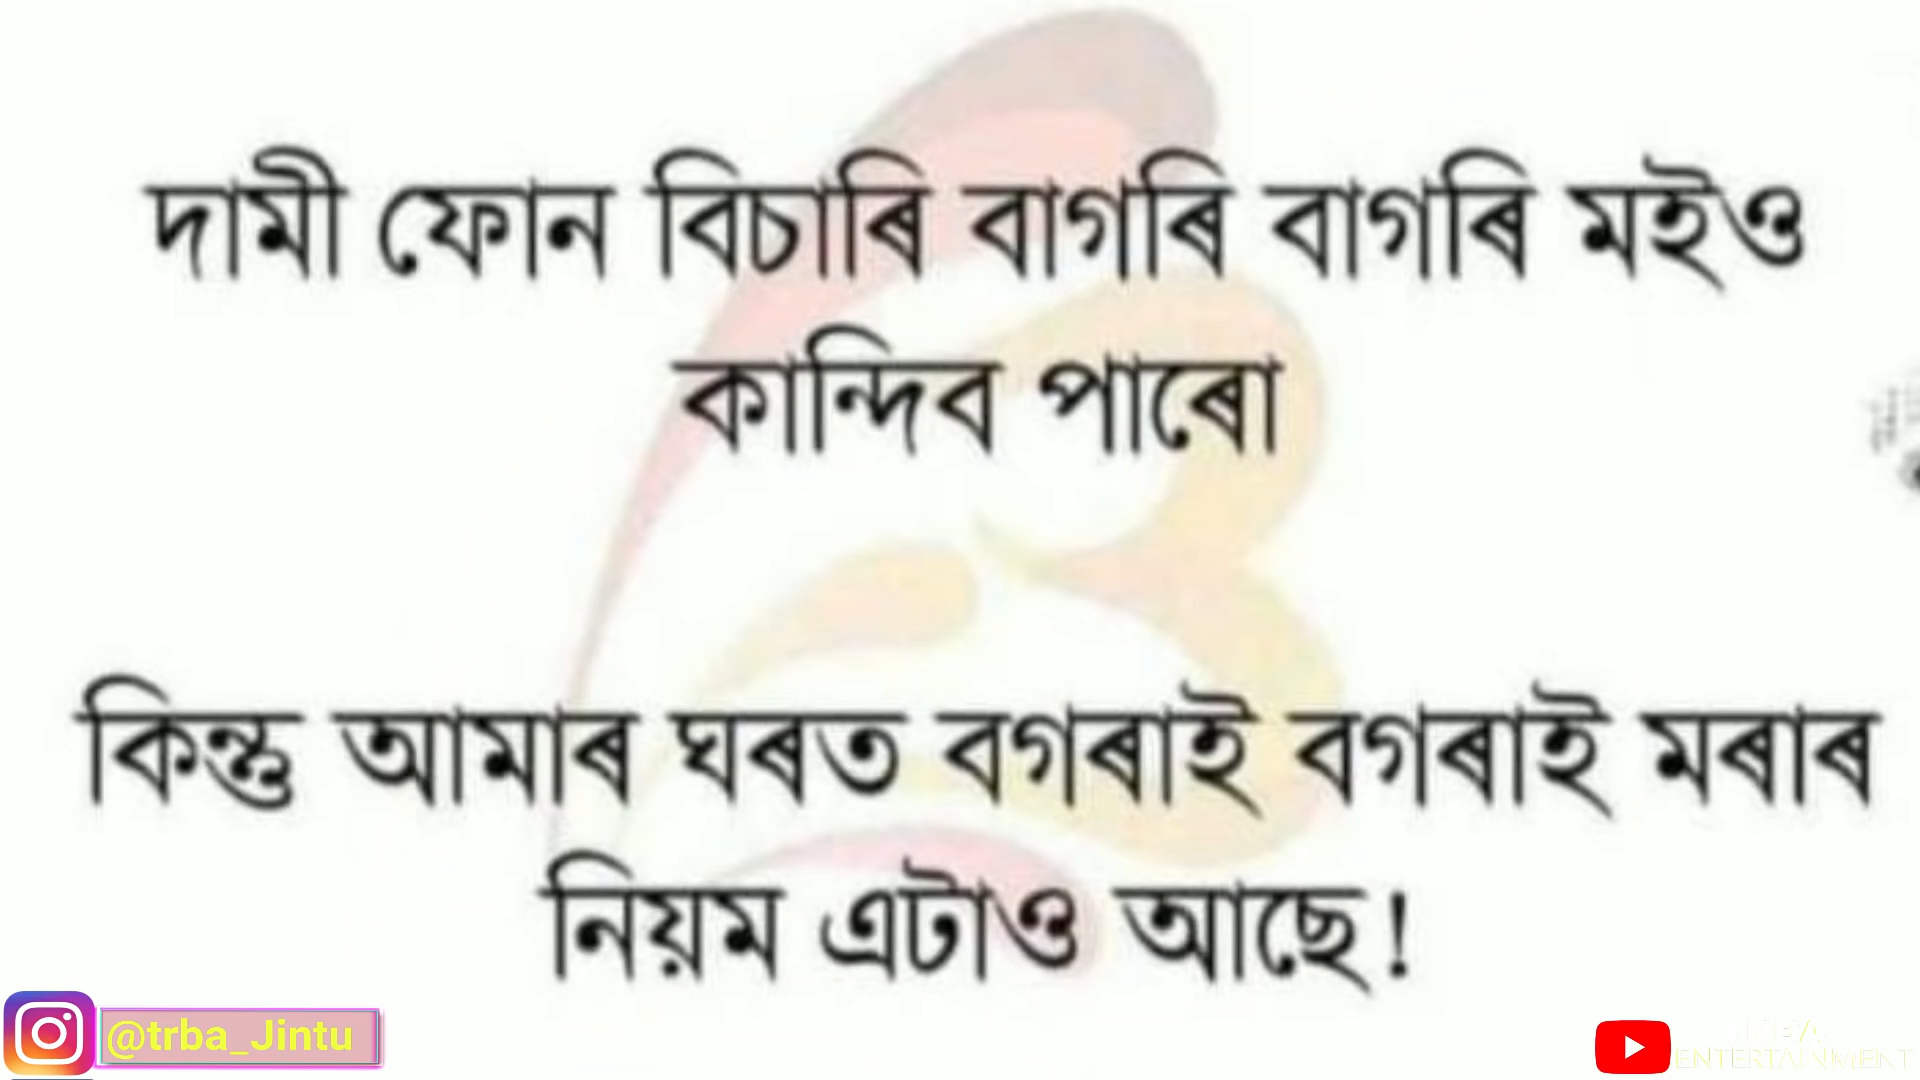 দামী ফোন বিচাৰি বাগৰি বাগৰি মইও
কান্দিব পাৰো
কিন্তু আমাৰ ঘৰত বগৰাই বগৰাই মৰাৰ
নিয়ম এটাও আছে!
@trba_Jintu
ENTERTAINMENT